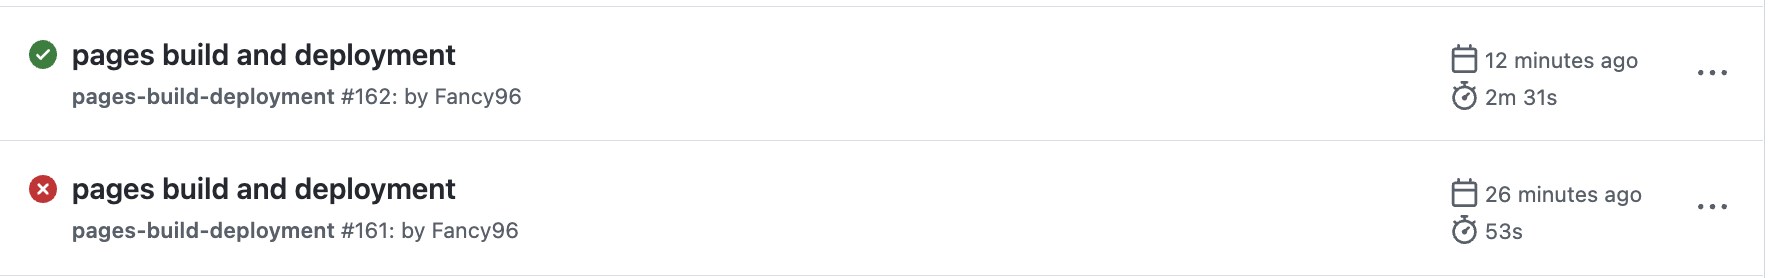 pages build and deployment
pages-build-deployment #162: by Fancy96
12 minutes ago
2m 31s
pages build and deployment
pages-build-deployment #161: by Fancy96
26 minutes ago
53s